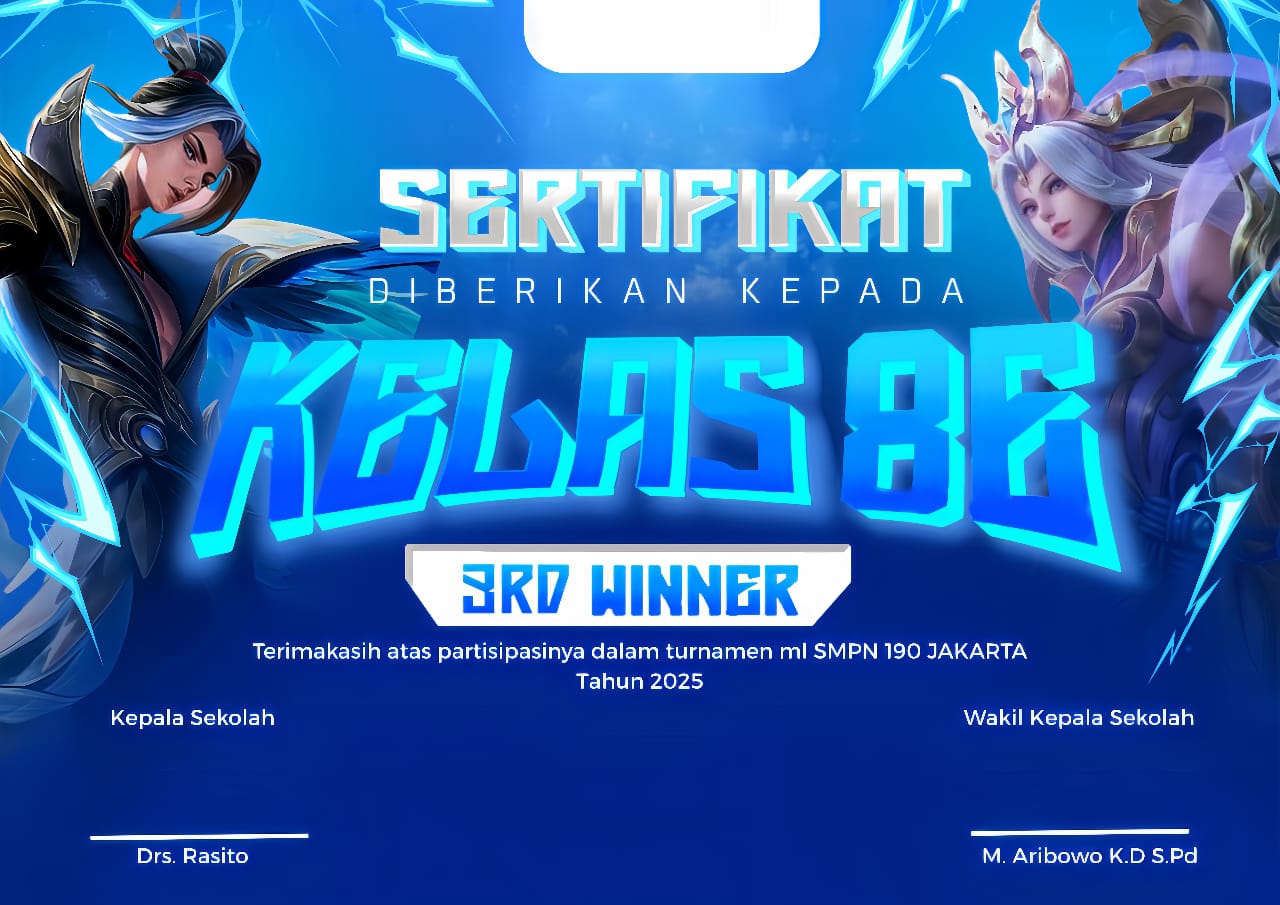 SERTIFIKAT
DIBERIKAN KEPADA
KELAS 8E
3RD WINNER
Terimakasih atas partisipasinya dalam turnamen ml SMPN 190 JAKARTA
Tahun 2025
Kepala Sekolah
Wakil Kepala Sekolah
Drs. Rasito
M. Aribowo K.D S.Pd